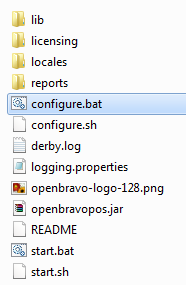 lib
licensing
locales
reports
configure.bat
configure.sh
derby.log
logging.properties
openbravo-logo-128.png
openbravopos.jar
README
start.bat
start.sh